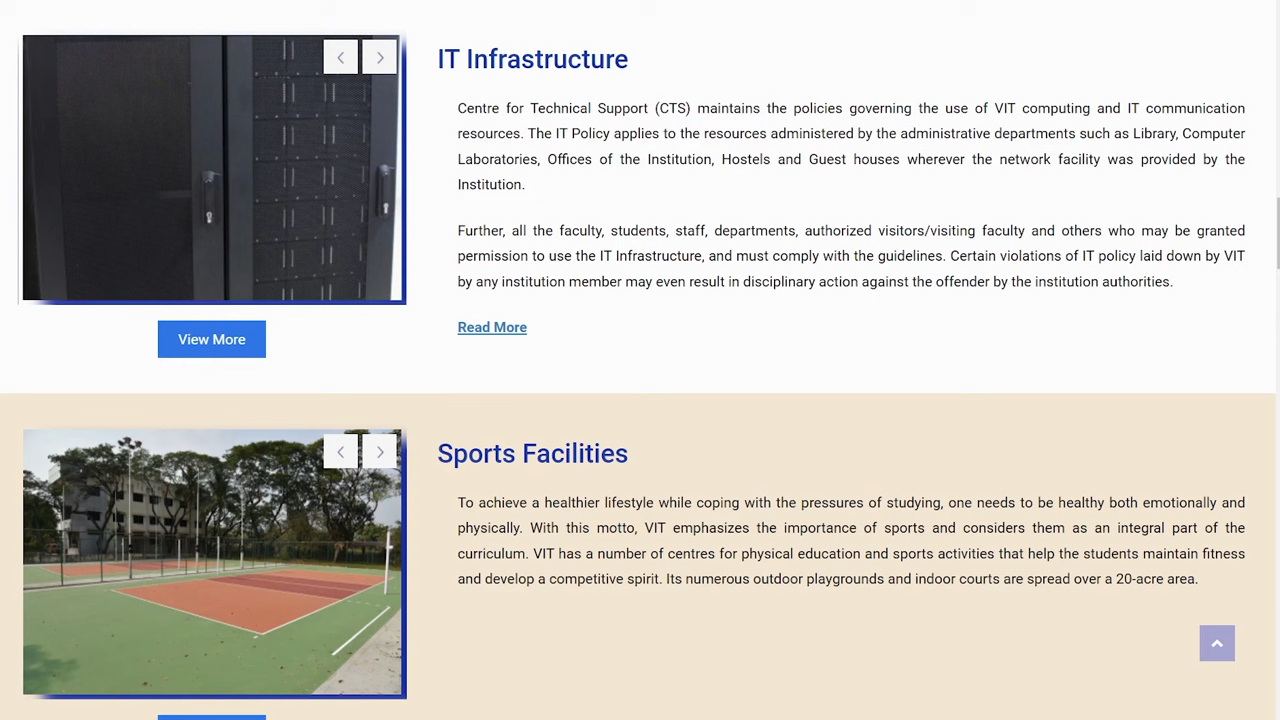 IT Infrastructure
Centre for Technical Support (CTS) maintains the policies governing the use of VIT computing and IT communication
resources. The IT Policy applies to the resources administered by the administrative departments such as Library, Computer
Laboratories, Offices of the Institution, Hostels and Guest houses wherever the network facility was provided by the
Institution.
Further, all the faculty, students, staff, departments, authorized visitors/visiting faculty and others who may be granted
permission to use the IT Infrastructure, and must comply with the guidelines. Certain violations of IT policy laid down by VIT
by any institution member may even result in disciplinary action against the offender by the institution authorities.
Read More
View More
Sports Facilities
To achieve a healthier lifestyle while coping with the pressures of studying, one needs to be healthy both emotionally and
physically. With this motto, VIT emphasizes the importance of sports and considers them as an integral part of the
curriculum. VIT has a number of centres for physical education and sports activities that help the students maintain fitness
and develop a competitive spirit. Its numerous outdoor playgrounds and indoor courts are spread over a 20-acre area.